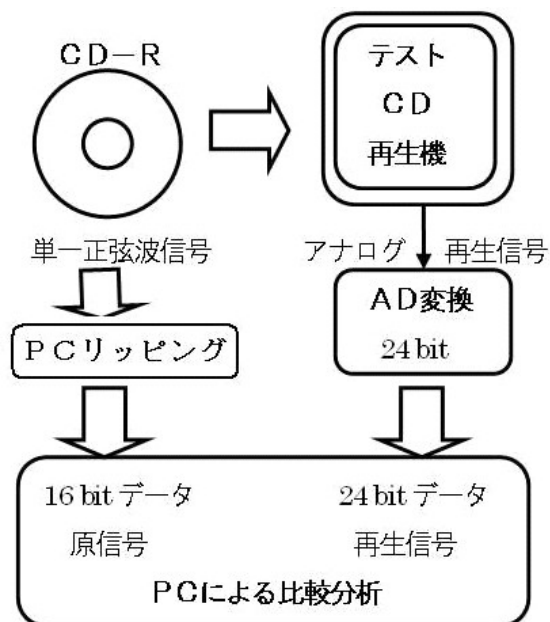 CD－R
テスト
CD
再生機
単一正弦波信号
アナログ 再生信号
AD変換
24 bit
PCリッピング
16 bit データ
原信号
24 bit データ
再生信号
PCによる比較分析